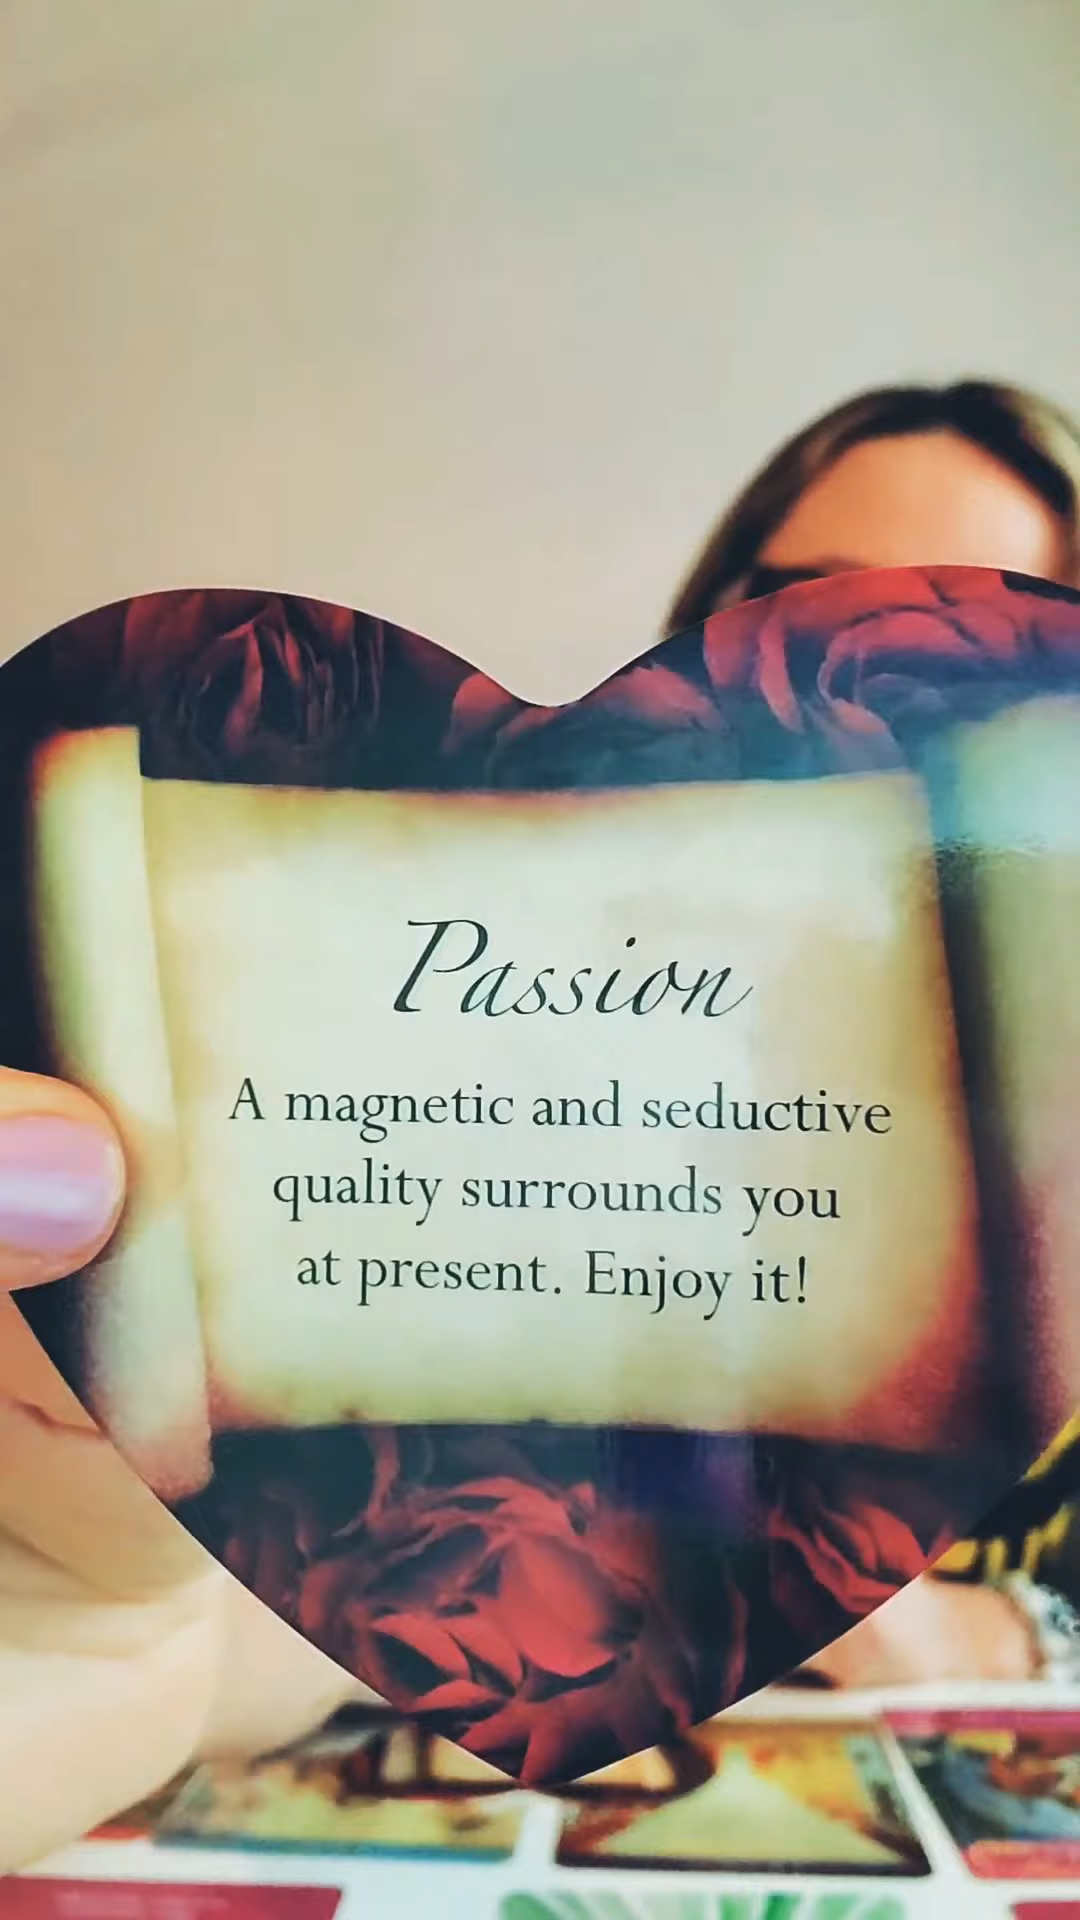 Passion
A magnetic and seductive
quality surrounds you
at present. Enjoy it!